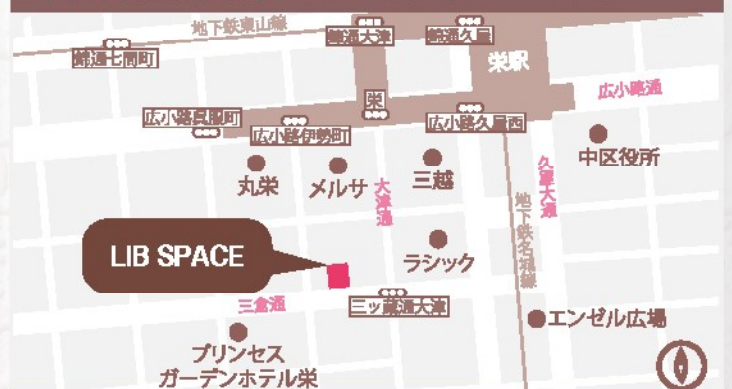 地下鉄東山線
錦通大津
錦通久屋
錦通七間町
栄駅
広小路通
栄
広小路呉服町
広小路伊勢町
広小路久屋西
中区役所
丸栄
メルサ
三越
大津通
久屋大通
地下鉄名城線
LIB SPACE
ラシック
三倉通
三ッ蔵通大津
エンゼル広場
プリンセス
ガーデンホテル栄